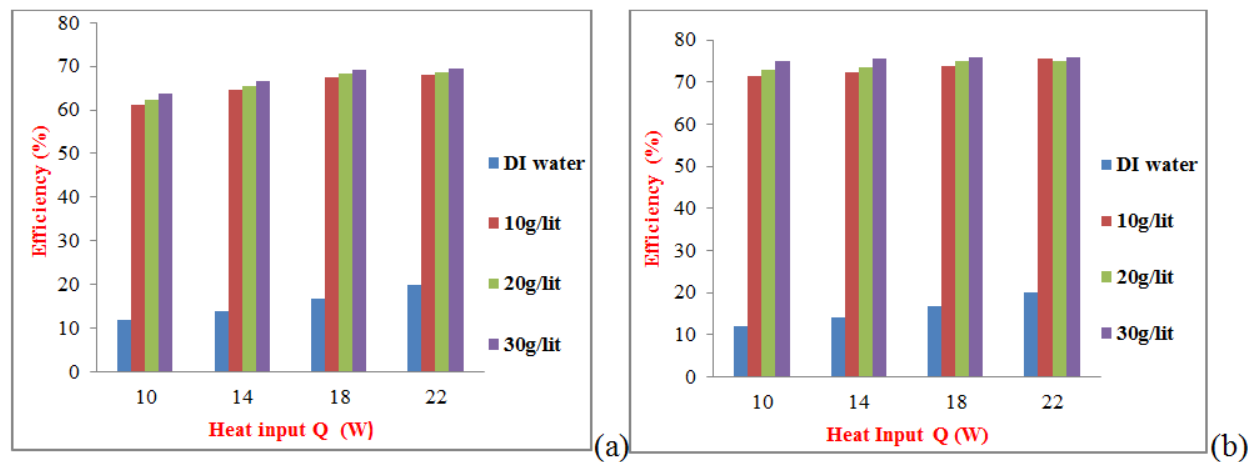 80
70
60
50
40
30
20
10
0
Efficiency (%)
10 14 18 22
Heat input Q (W)
DI water
10g/lit
20g/lit
30g/lit
(a)
80
70
60
50
40
30
20
10
0
Efficiency (%)
10 14 18 22
Heat Input Q (W)
DI water
10g/lit
20g/lit
30g/lit
(b)